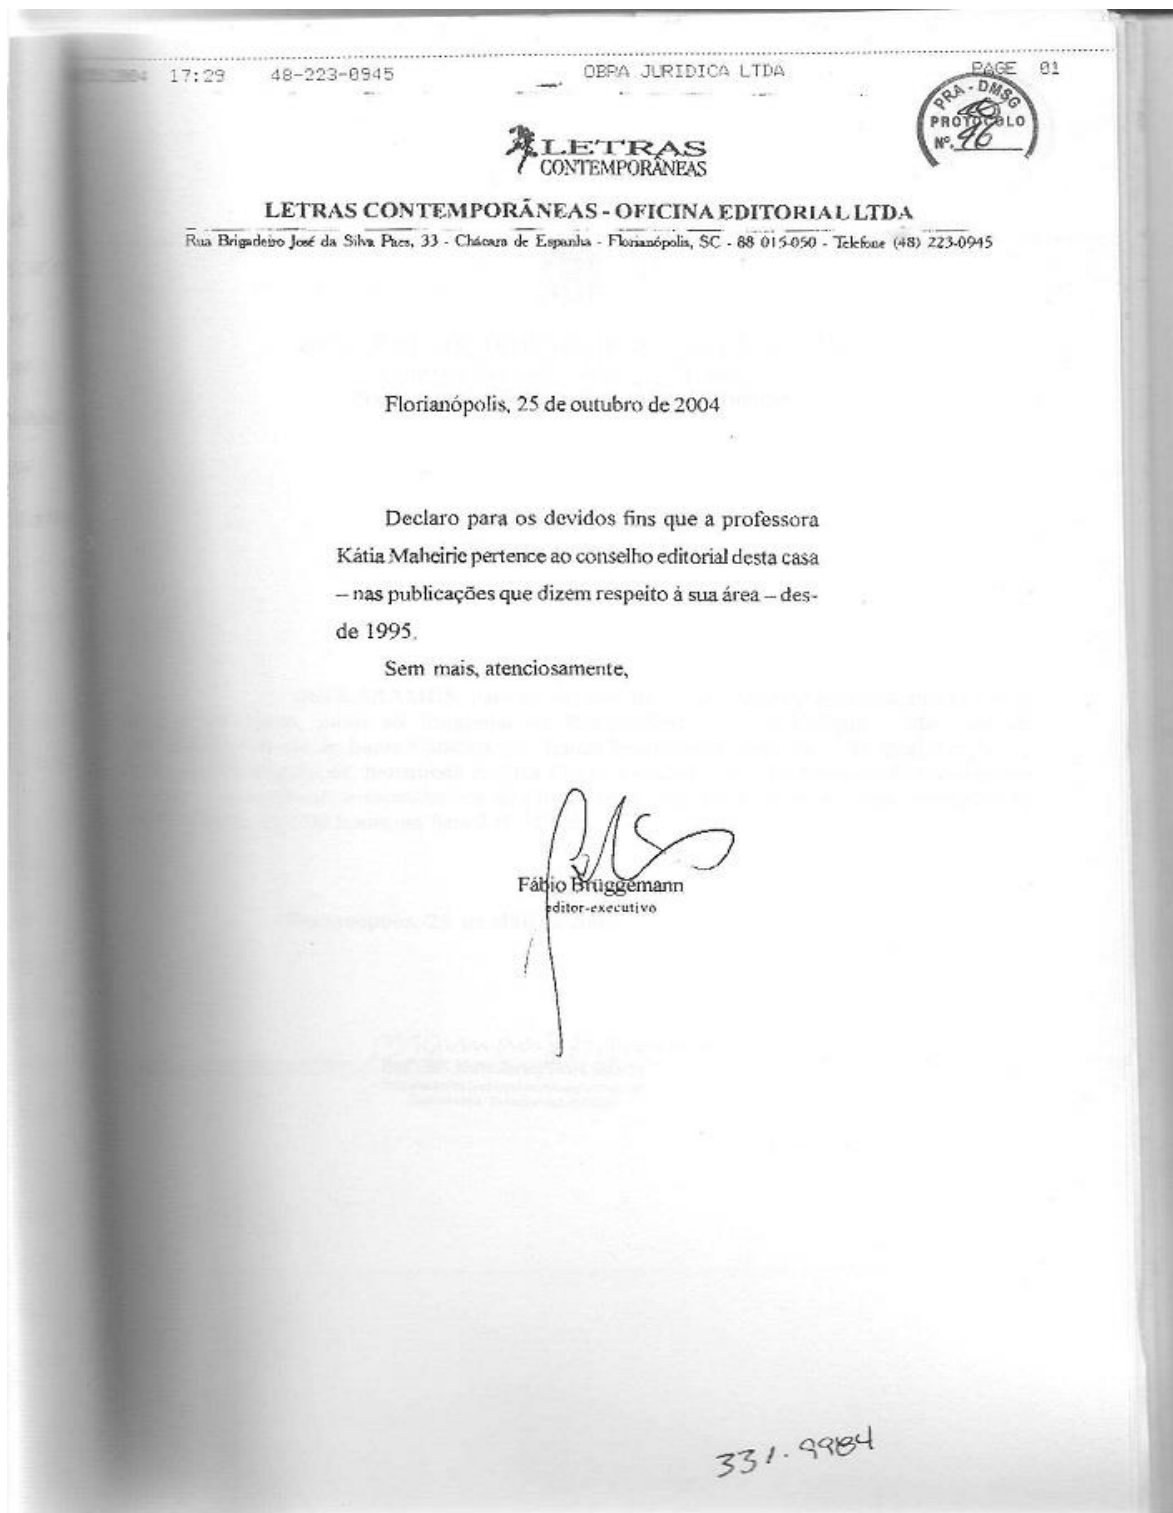 17:29 48-223-0945 OBRA JURIDICA LTDA PAGE 01
PRA - DMSG
PROTOCOLO
Nº. 96
LETRAS
CONTEMPORÂNEAS
LETRAS CONTEMPORÂNEAS - OFICINA EDITORIAL LTDA
Rua Brigadeiro José da Silva Paes, 33 - Chácara de Espanha - Florianópolis, SC - 88 015-050 - Telefone (48) 223-0945
Florianópolis, 25 de outubro de 2004
Declaro para os devidos fins que a professora
Kátia Maheirie pertence ao conselho editorial desta casa
– nas publicações que dizem respeito à sua área – des-
de 1995.
Sem mais, atenciosamente,
Fábio Brüggemann
editor-executivo
331.9984